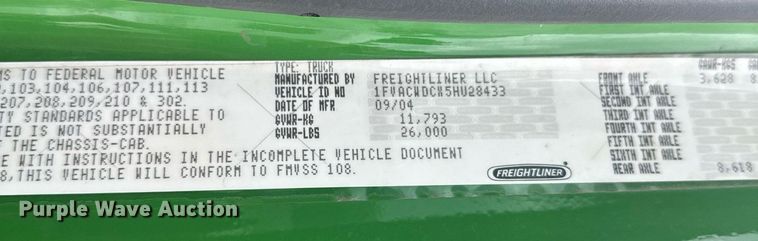 TYPE: TRUCK
MS TO FEDERAL MOTOR VEHICLE
,103,104,106,107,111,113
207,208,209,210 & 302.
TY STANDARDS APPLICABLE TO
TED IS NOT SUBSTANTIALLY
OF THE CHASSIS-CAB.
E WITH INSTRUCTIONS IN THE INCOMPLETE VEHICLE DOCUMENT
8,THIS VEHICLE WILL CONFORM TO FMVSS 108.
MANUFACTURED BY FREIGHTLINER LLC
VEHICLE ID NO 1FVACWDC05HU28433
DATE OF MFR 09/04
GVWR-KG 11,793
GVWR-LBS 26,000
GAWR-KGS GAWR
FRONT AXLE 3,628 8
FIRST INT AXLE
SECOND INT AXLE
THIRD INT AXLE
FOURTH INT AXLE
FIFTH INT AXLE
SIXTH INT AXLE
REAR AXLE 8,618
FREIGHTLINER
Purple Wave Auction